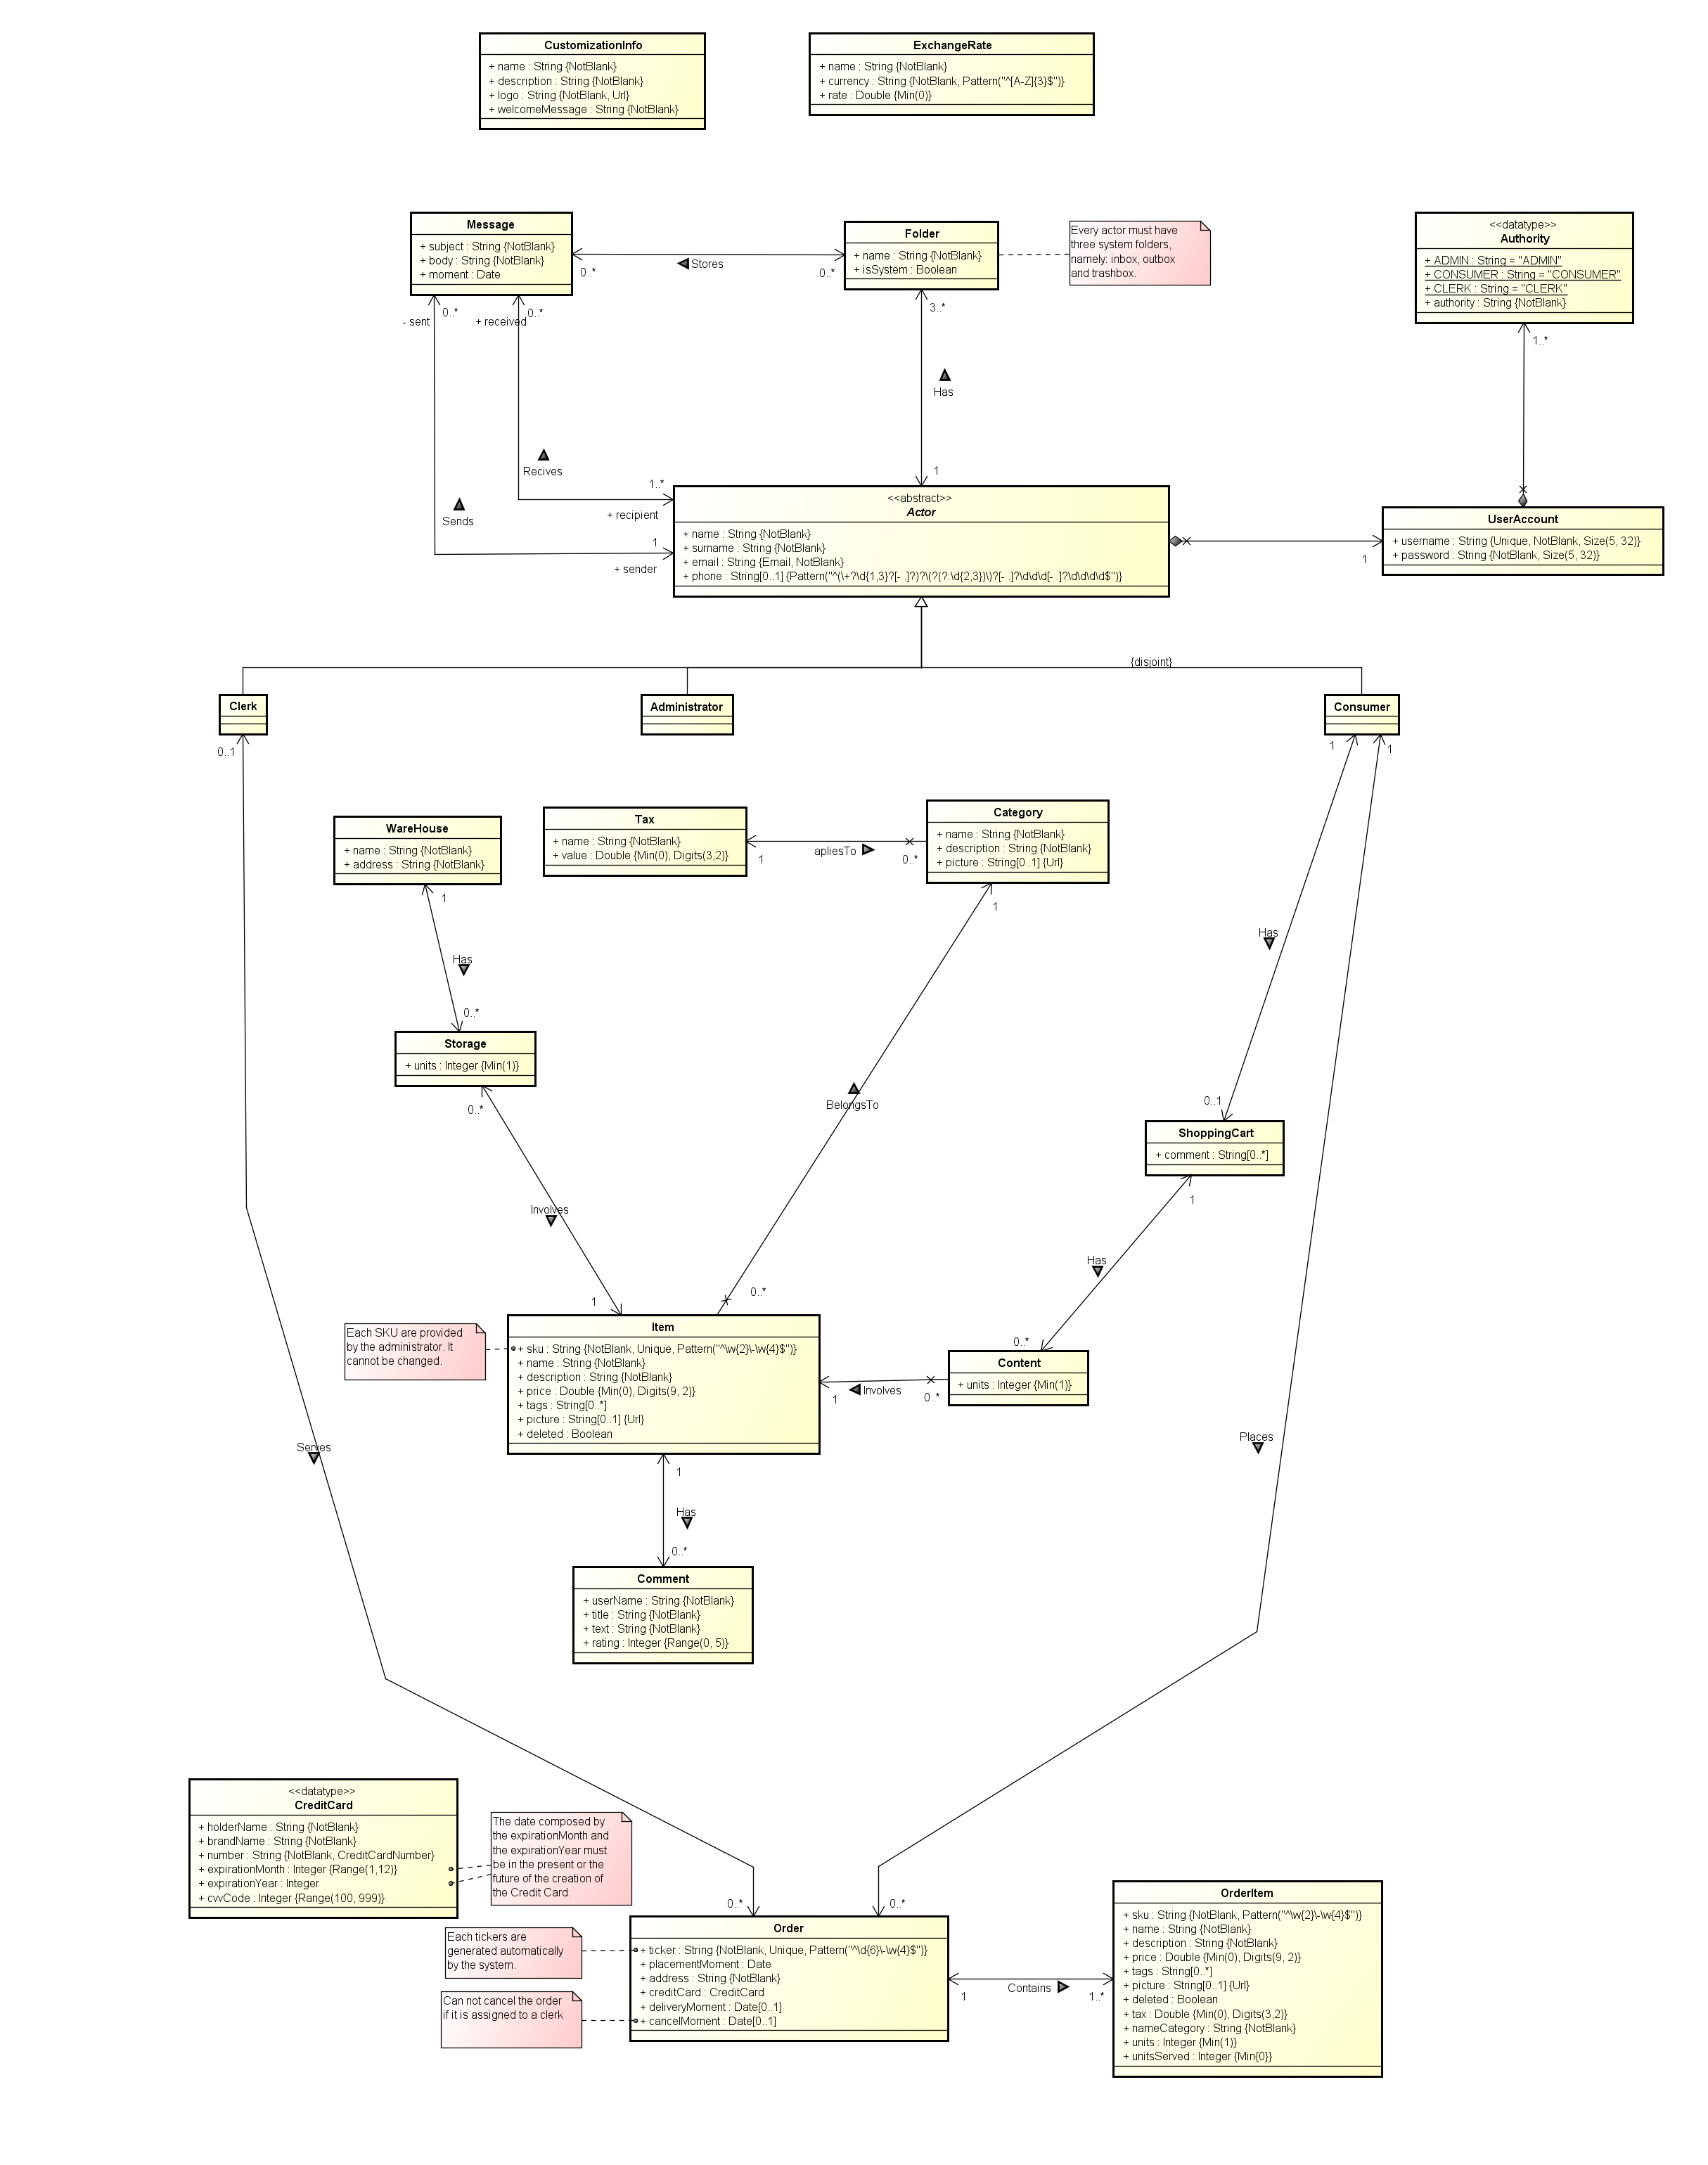 CustomizationInfo
+ name : String {NotBlank}
+ description : String {NotBlank}
+ logo : String {NotBlank, Url}
+ welcomeMessage : String {NotBlank}
ExchangeRate
+ name : String {NotBlank}
+ currency : String {NotBlank, Pattern("^[A-Z]{3}$")}
+ rate : Double {Min(0)}
Message
+ subject : String {NotBlank}
+ body : String {NotBlank}
+ moment : Date
Stores
0..*
0..*
Folder
+ name : String {NotBlank}
+ isSystem : Boolean
Every actor must have
three system folders,
namely: inbox, outbox
and trashbox.
<<datatype>>
Authority
+ ADMIN : String = "ADMIN"
+ CONSUMER : String = "CONSUMER"
+ CLERK : String = "CLERK"
+ authority : String {NotBlank}
- sent
0..*
+ received
0..*
3..*
1..*
Has
Recives
Sends
1
1..*
+ recipient
1
+ sender
<<abstract>>
Actor
+ name : String {NotBlank}
+ surname : String {NotBlank}
+ email : String {Email, NotBlank}
+ phone : String[0..1] {Pattern("^(\+?\d{1,3}?[- .]?)?\(?(?:\d{2,3})\)?[- .]?\d\d\d[- .]?\d\d\d\d$")}
1
UserAccount
+ username : String {Unique, NotBlank, Size(5, 32)}
+ password : String {NotBlank, Size(5, 32)}
{disjoint}
Clerk
Administrator
Consumer
0..1
1
1
WareHouse
+ name : String {NotBlank}
+ address : String {NotBlank}
Tax
+ name : String {NotBlank}
+ value : Double {Min(0), Digits(3,2)}
1
apliesTo
0..*
Category
+ name : String {NotBlank}
+ description : String {NotBlank}
+ picture : String[0..1] {Url}
1
1
Has
Has
0..*
Storage
+ units : Integer {Min(1)}
0..*
BelongsTo
0..1
ShoppingCart
+ comment : String[0..*]
1
Involves
Has
1
0..*
0..*
Each SKU are provided
by the administrator. It
cannot be changed.
Item
+ sku : String {NotBlank, Unique, Pattern("^\w{2}\-\w{4}$")}
+ name : String {NotBlank}
+ description : String {NotBlank}
+ price : Double {Min(0), Digits(9, 2)}
+ tags : String[0..*]
+ picture : String[0..1] {Url}
+ deleted : Boolean
Involves
1
0..*
Content
+ units : Integer {Min(1)}
Serves
Places
1
Has
0..*
Comment
+ userName : String {NotBlank}
+ title : String {NotBlank}
+ text : String {NotBlank}
+ rating : Integer {Range(0, 5)}
<<datatype>>
CreditCard
+ holderName : String {NotBlank}
+ brandName : String {NotBlank}
+ number : String {NotBlank, CreditCardNumber}
+ expirationMonth : Integer {Range(1,12)}
+ expirationYear : Integer
+ cvvCode : Integer {Range(100, 999)}
The date composed by
the expirationMonth and
the expirationYear must
be in the present or the
future of the creation of
the Credit Card.
0..*
0..*
Each tickers are
generated automatically
by the system.
Can not cancel the order
if it is assigned to a clerk
Order
+ ticker : String {NotBlank, Unique, Pattern("^\d{6}\-\w{4}$")}
+ placementMoment : Date
+ address : String {NotBlank}
+ creditCard : CreditCard
+ deliveryMoment : Date[0..1]
+ cancelMoment : Date[0..1]
1
Contains
1..*
OrderItem
+ sku : String {NotBlank, Pattern("^\w{2}\-\w{4}$")}
+ name : String {NotBlank}
+ description : String {NotBlank}
+ price : Double {Min(0), Digits(9, 2)}
+ tags : String[0..*]
+ picture : String[0..1] {Url}
+ deleted : Boolean
+ tax : Double {Min(0), Digits(3,2)}
+ nameCategory : String {NotBlank}
+ units : Integer {Min(1)}
+ unitsServed : Integer {Min{0}}